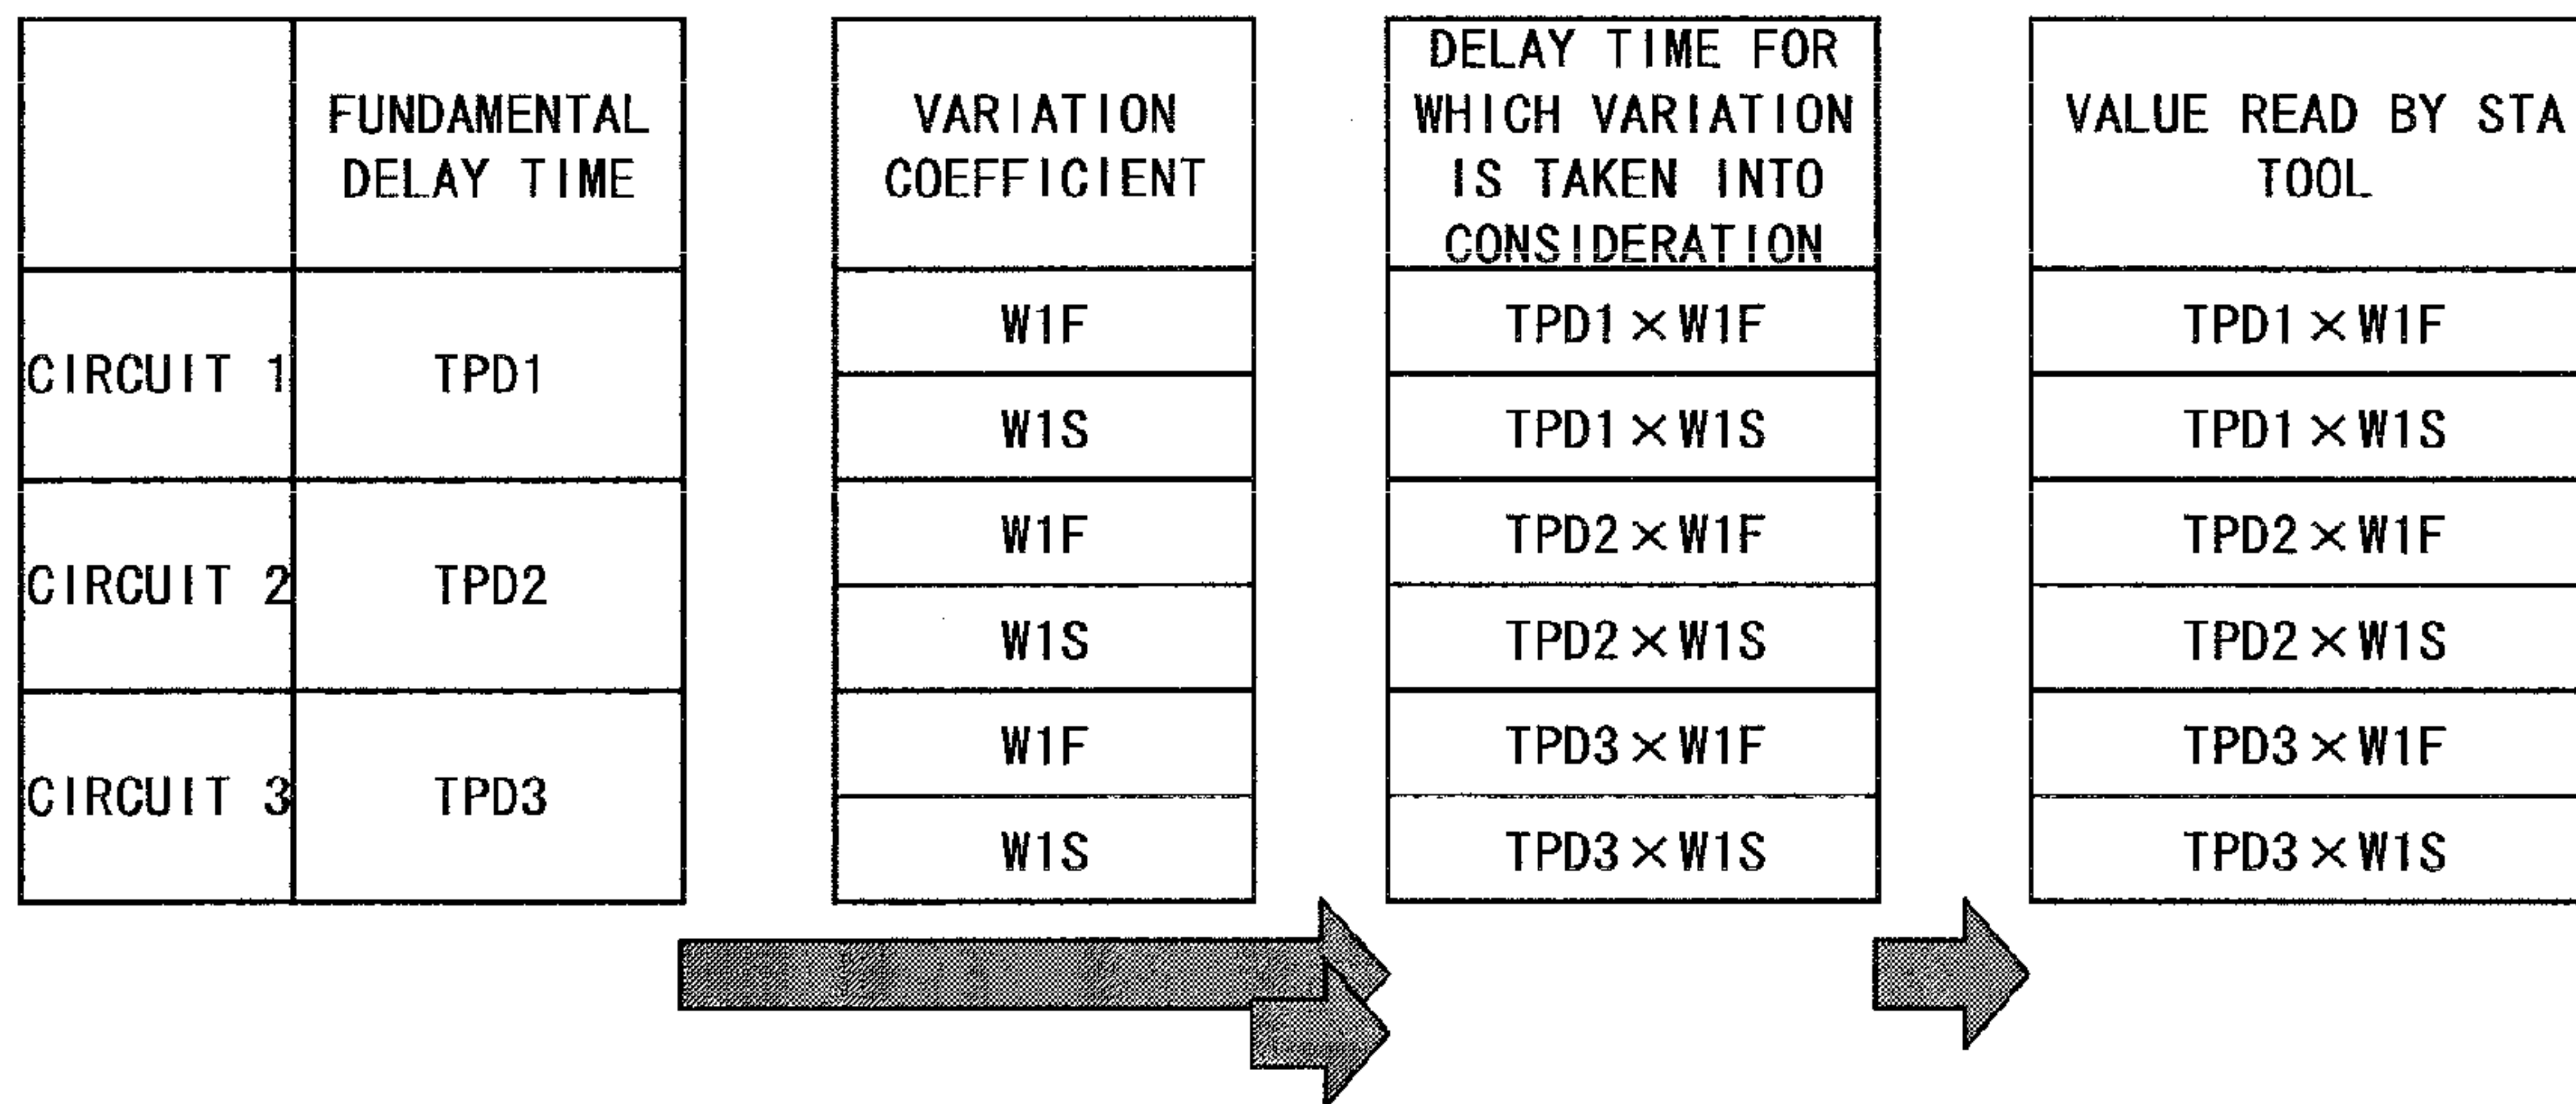 FUNDAMENTAL
DELAY TIME
VARIATION
COEFFICIENT
DELAY TIME FOR
WHICH VARIATION
IS TAKEN INTO
CONSIDERATION
VALUE READ BY STA
TOOL
CIRCUIT 1
TPD1
W1F
TPD1×W1F
TPD1×W1F
W1S
TPD1×W1S
TPD1×W1S
CIRCUIT 2
TPD2
W1F
TPD2×W1F
TPD2×W1F
W1S
TPD2×W1S
TPD2×W1S
CIRCUIT 3
TPD3
W1F
TPD3×W1F
TPD3×W1F
W1S
TPD3×W1S
TPD3×W1S